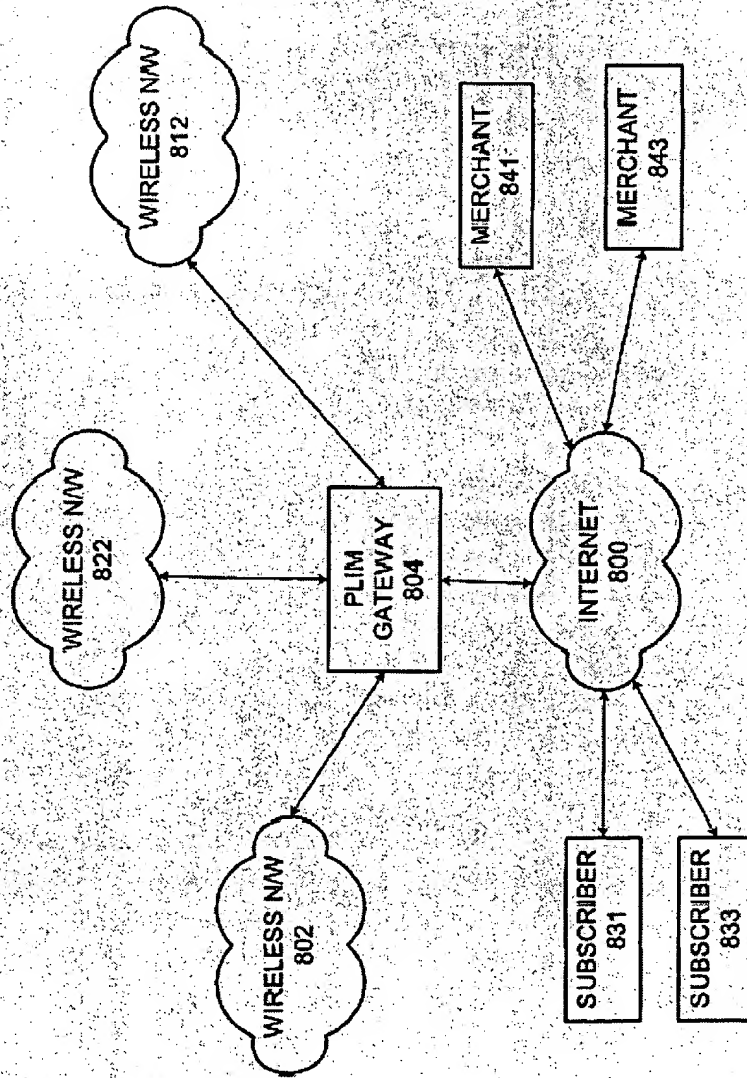 WIRELESS N/W
822
WIRELESS N/W
802
WIRELESS N/W
812
PLIM
GATEWAY
804
INTERNET
800
SUBSCRIBER
831
SUBSCRIBER
833
MERCHANT
841
MERCHANT
843